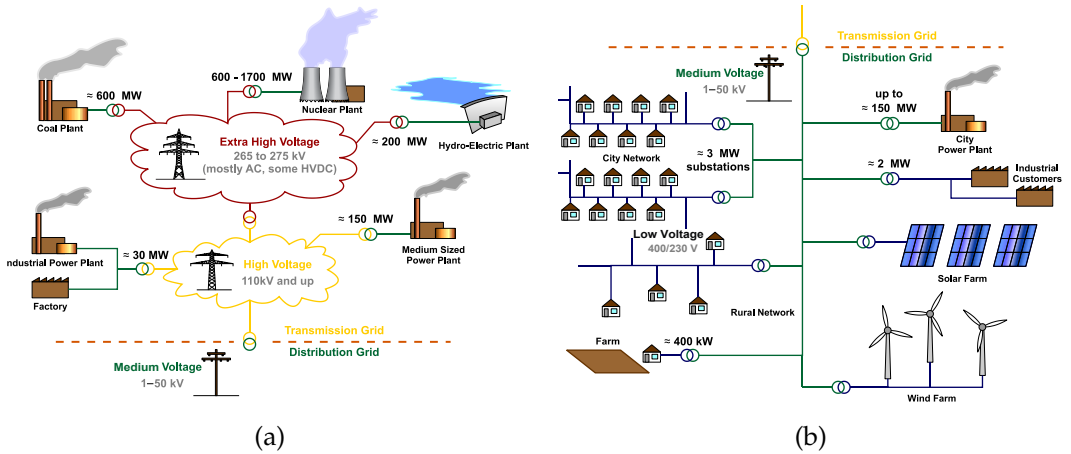 600 - 1700 MW
Nuclear Plant
≈ 600 MW
Coal Plant
≈ 200 MW
Hydro-Electric Plant
Extra High Voltage
265 to 275 kV
(mostly AC, some HVDC)
≈ 150 MW
Medium Sized
Power Plant
ndustrial Power Plant
≈ 30 MW
Factory
High Voltage
110kV and up
Transmission Grid
Distribution Grid
Medium Voltage
1–50 kV
(a)
Transmission Grid
Distribution Grid
Medium Voltage
1–50 kV
up to
≈ 150 MW
City
Power Plant
City Network
≈ 3 MW
substations
≈ 2 MW
Industrial
Customers
Low Voltage
400/230 V
Solar Farm
Rural Network
Farm
≈ 400 kW
Wind Farm
(b)